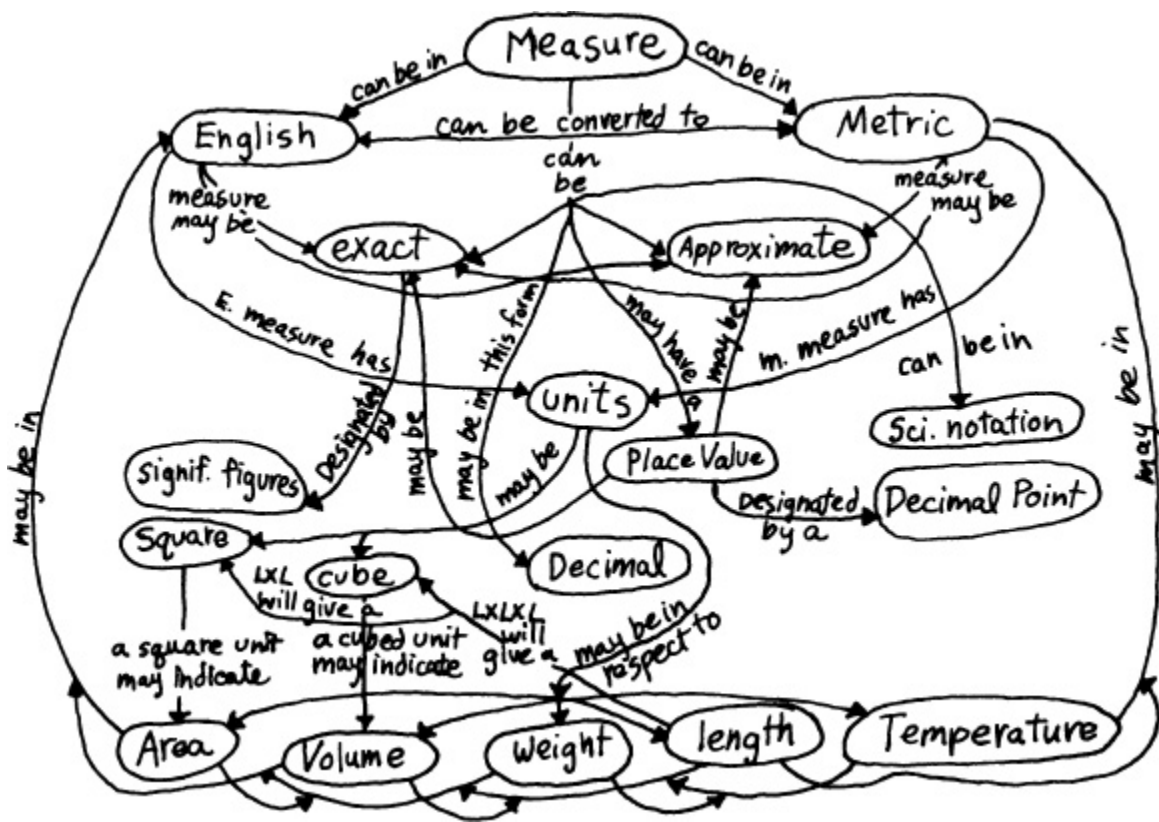 Measure
can be in
can be in
English
can be converted to
Metric
can
be
measure
may be
measure
may be
exact
Approximate
E. measure has
may be in this form
may have a
may be
m. measure has
can be in
may be in
may be in
Designated
by
may be
units
may be
Place Value
Sci. notation
signif. figures
Designated
by a
Decimal Point
Square
cube
Decimal
LXL
will give a
LXLXL
will
give a
may be in
respect to
a square unit
may indicate
a cubed unit
may indicate
Area
Volume
Weight
length
Temperature